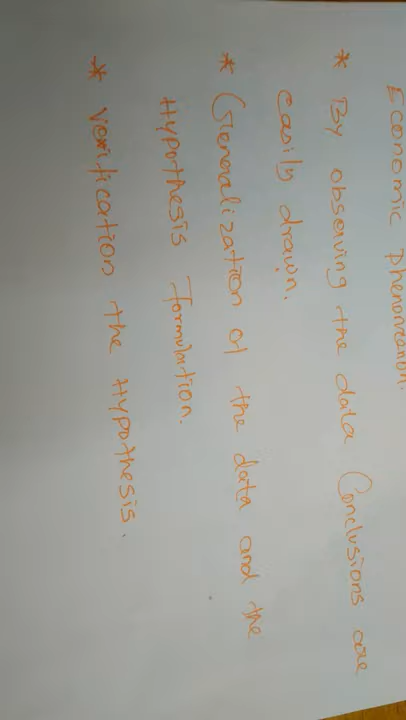 Economic Phenomeanon.
* By observing the data Conclusions are
easily drawn.
* Generalization of the data and the
Hypothesis Formulation.
* Verification the Hypothesis.